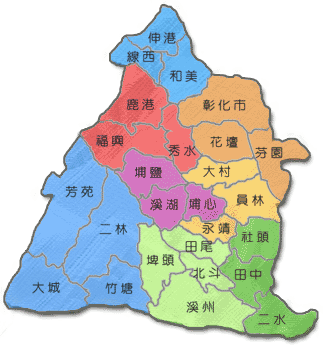 伸港
線西
和美
鹿港
彰化市
福興
秀水
花壇
芬園
埔鹽
大村
芳苑
溪湖
埔心
員林
二林
永靖
社頭
田尾
埤頭
北斗
田中
大城
竹塘
溪州
二水